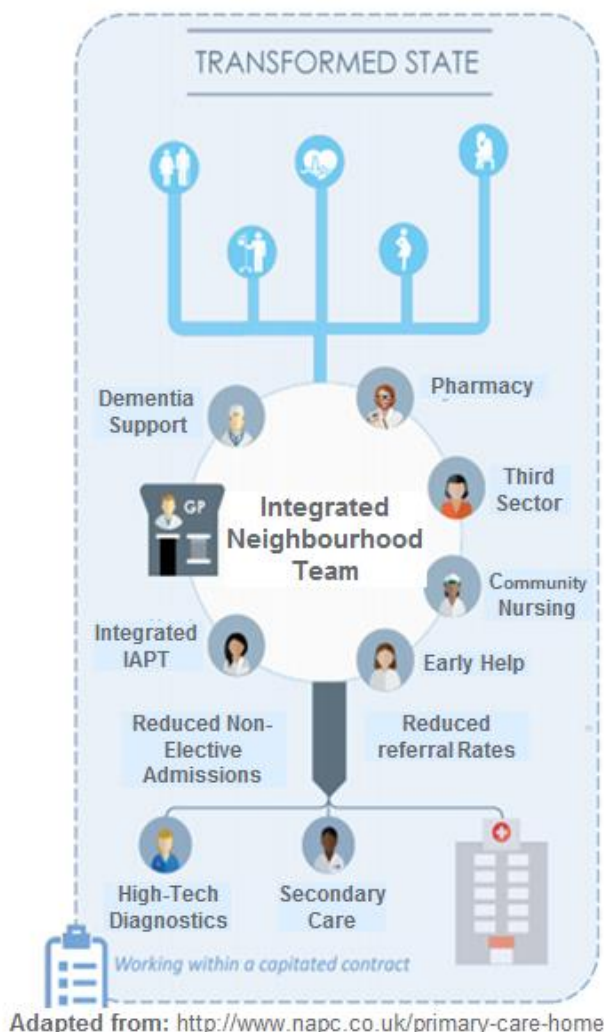 TRANSFORMED STATE
Dementia
Support
Pharmacy
GP
Integrated
Neighbourhood
Team
Third
Sector
Community
Nursing
Integrated
IAPT
Early Help
Reduced Non-
Elective
Admissions
Reduced
referral Rates
High-Tech
Diagnostics
Secondary
Care
Working within a capitated contract
Adapted from: http://www.napc.co.uk/primary-care-home